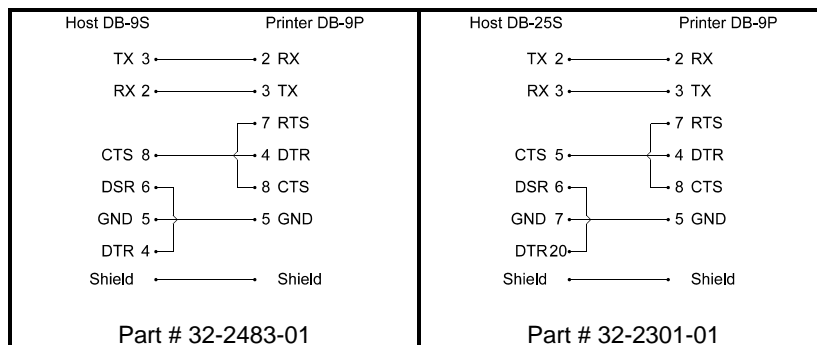 Host DB-9S Printer DB-9P
TX 3 2 RX
RX 2 3 TX
7 RTS
CTS 8 4 DTR
DSR 6 8 CTS
GND 5 5 GND
DTR 4
Shield Shield
Part # 32-2483-01
Host DB-25S Printer DB-9P
TX 2 2 RX
RX 3 3 TX
7 RTS
CTS 5 4 DTR
DSR 6 8 CTS
GND 7 5 GND
DTR 20
Shield Shield
Part # 32-2301-01